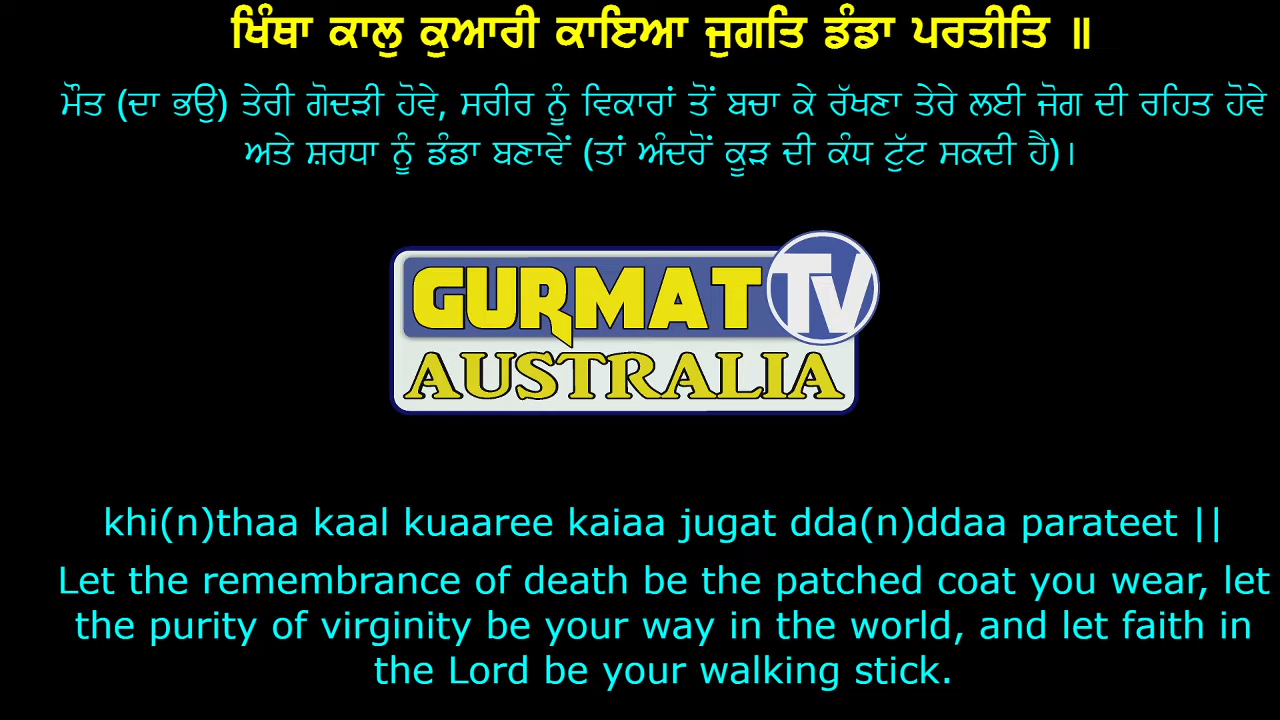 ਖਿੰਥਾ ਕਾਲੁ ਕੁਆਰੀ ਕਾਇਆ ਜੁਗਤਿ ਡੰਡਾ ਪਰਤੀਤਿ ॥
ਮੌਤ (ਦਾ ਭਉ) ਤੇਰੀ ਗੋਦੜੀ ਹੋਵੇ, ਸਰੀਰ ਨੂੰ ਵਿਕਾਰਾਂ ਤੋਂ ਬਚਾ ਕੇ ਰੱਖਣਾ ਤੇਰੇ ਲਈ ਜੋਗ ਦੀ ਰਹਿਤ ਹੋਵੇ
ਅਤੇ ਸ਼ਰਧਾ ਨੂੰ ਡੰਡਾ ਬਣਾਵੇਂ (ਤਾਂ ਅੰਦਰੋਂ ਕੂੜ ਦੀ ਕੰਧ ਟੁੱਟ ਸਕਦੀ ਹੈ)।
GURMAT TV
AUSTRALIA
khi(n)thaa kaal kuaaree kaiaa jugat dda(n)ddaa parateet ||
Let the remembrance of death be the patched coat you wear, let
the purity of virginity be your way in the world, and let faith in
the Lord be your walking stick.